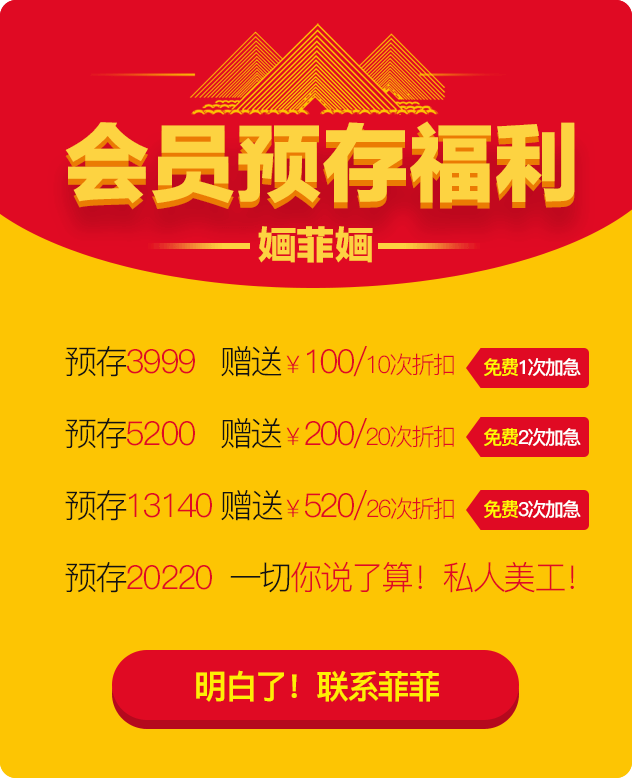 会员预存福利
婳菲婳
预存3999 赠送¥100/10次折扣 免费1次加急
预存5200 赠送¥200/20次折扣 免费2次加急
预存13140 赠送¥520/26次折扣 免费3次加急
预存20220 一切你说了算！私人美工！
明白了！联系菲菲